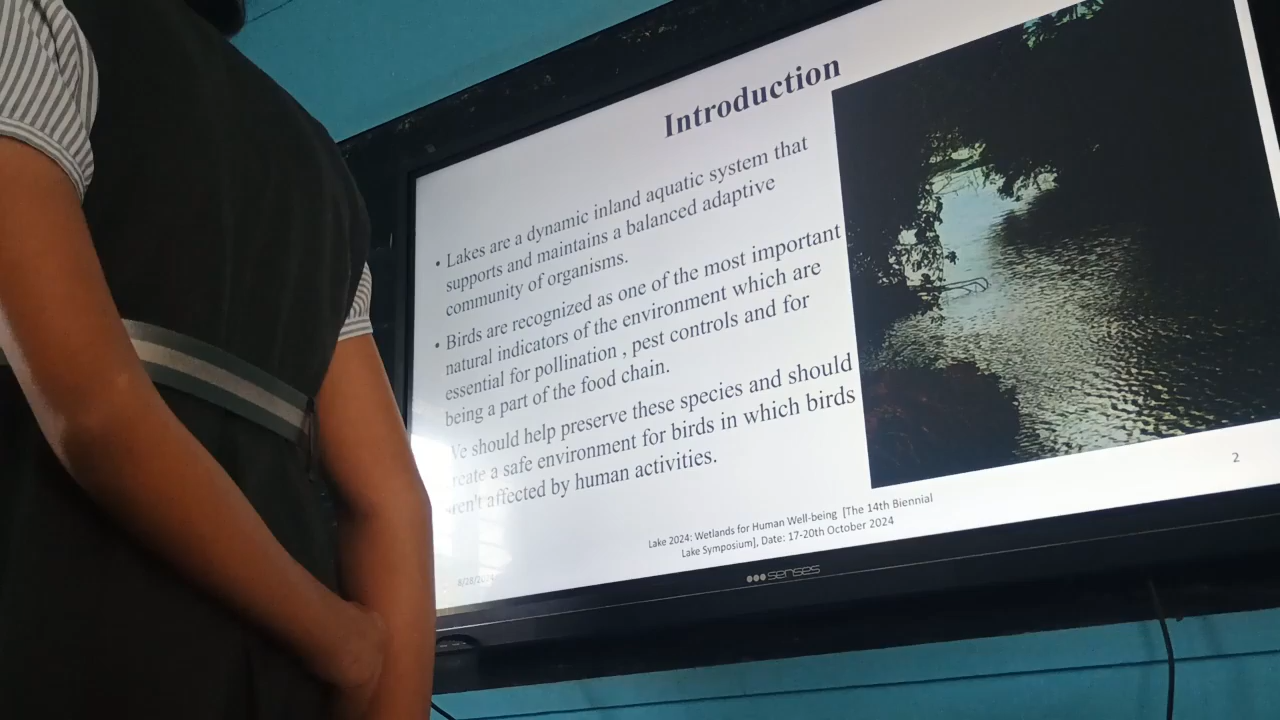 Introduction
• Lakes are a dynamic inland aquatic system that
supports and maintains a balanced adaptive
community of organisms.
• Birds are recognized as one of the most important
natural indicators of the environment which are
essential for pollination , pest controls and for
being a part of the food chain.
should help preserve these species and should
a safe environment for birds in which birds
affected by human activities.
Lake 2024: Wetlands for Human Well-being [The 14th Biennial
Lake Symposium], Date: 17-20th October 2024
2
senses